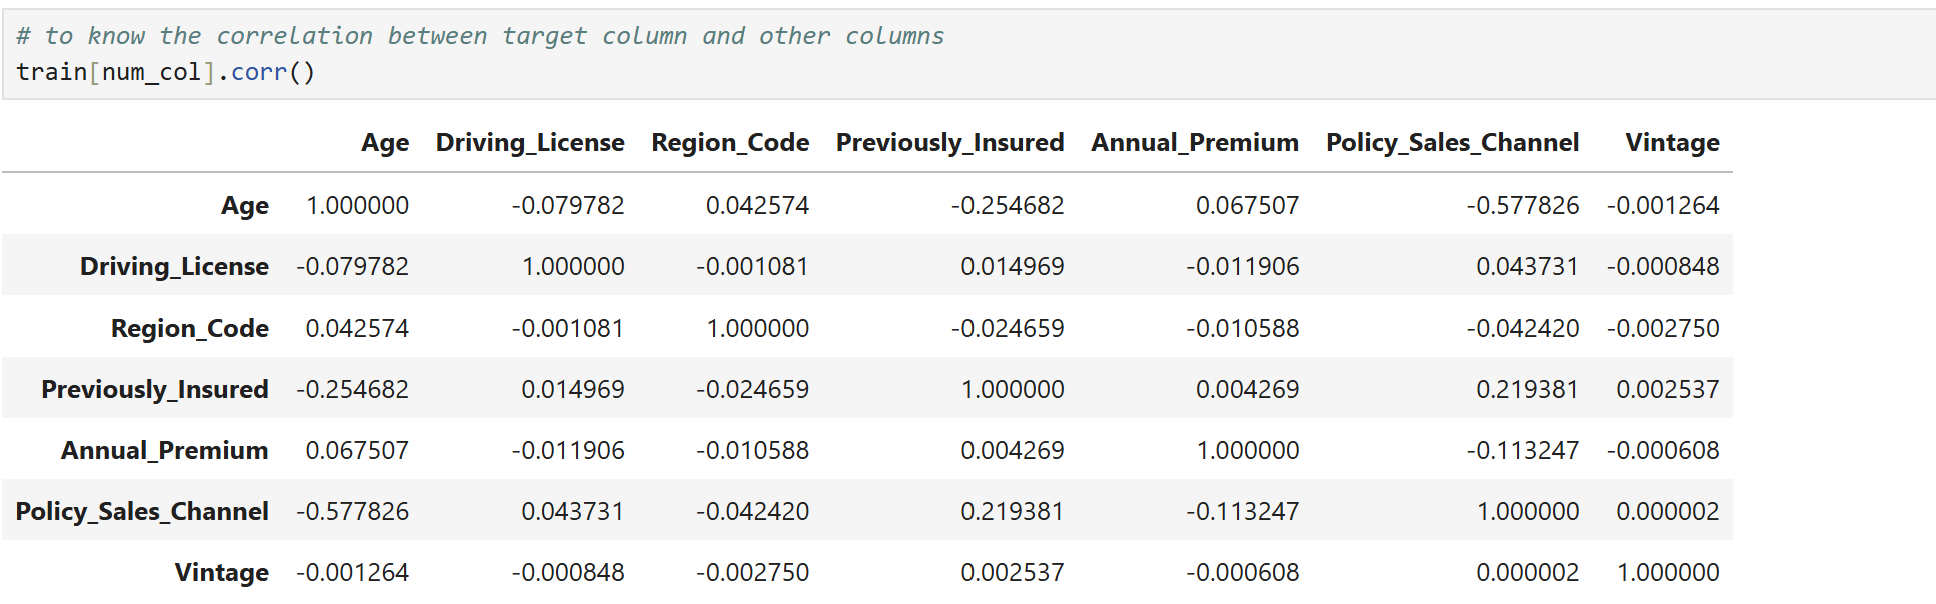 # to know the correlation between target column and other columns
train[num_col].corr()
Age Driving_License Region_Code Previously_Insured Annual_Premium Policy_Sales_Channel Vintage
Age 1.000000 -0.079782 0.042574 -0.254682 0.067507 -0.577826 -0.001264
Driving_License -0.079782 1.000000 -0.001081 0.014969 -0.011906 0.043731 -0.000848
Region_Code 0.042574 -0.001081 1.000000 -0.024659 -0.010588 -0.042420 -0.002750
Previously_Insured -0.254682 0.014969 -0.024659 1.000000 0.004269 0.219381 0.002537
Annual_Premium 0.067507 -0.011906 -0.010588 0.004269 1.000000 -0.113247 -0.000608
Policy_Sales_Channel -0.577826 0.043731 -0.042420 0.219381 -0.113247 1.000000 0.000002
Vintage -0.001264 -0.000848 -0.002750 0.002537 -0.000608 0.000002 1.000000